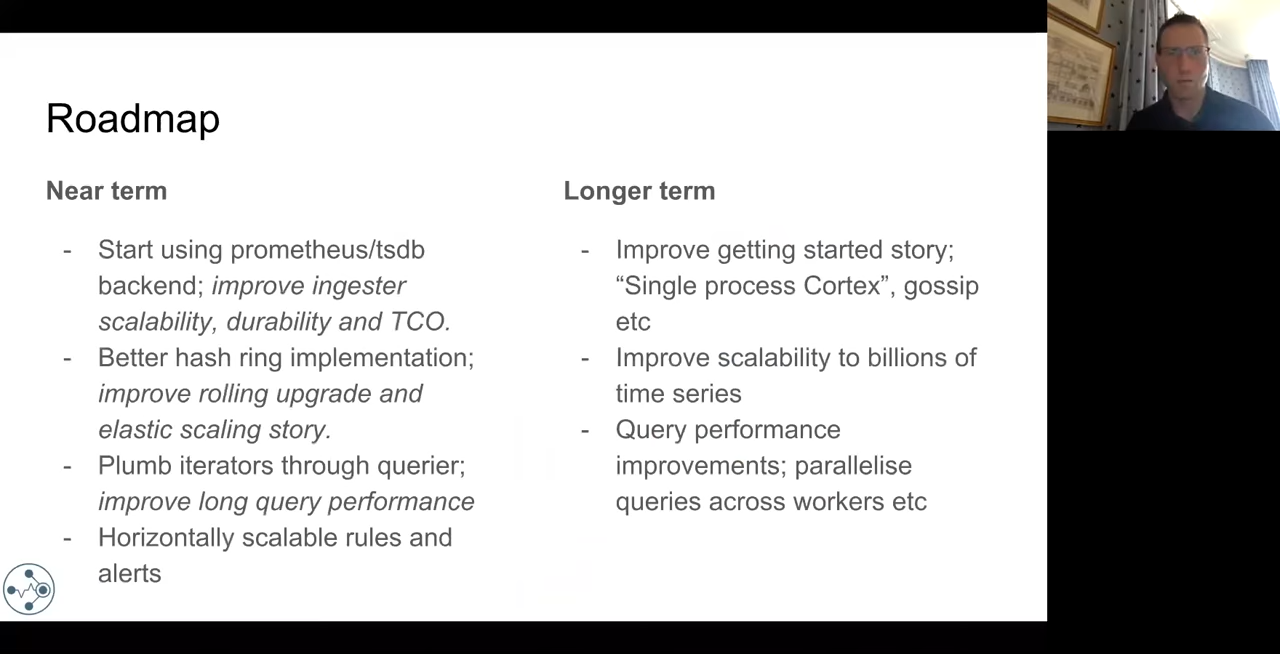 Roadmap
Near term
- Start using prometheus/tsdb
backend; improve ingester
scalability, durability and TCO.
- Better hash ring implementation;
improve rolling upgrade and
elastic scaling story.
- Plumb iterators through querier;
improve long query performance
- Horizontally scalable rules and
alerts
Longer term
- Improve getting started story;
“Single process Cortex”, gossip
etc
- Improve scalability to billions of
time series
- Query performance
improvements; parallelise
queries across workers etc